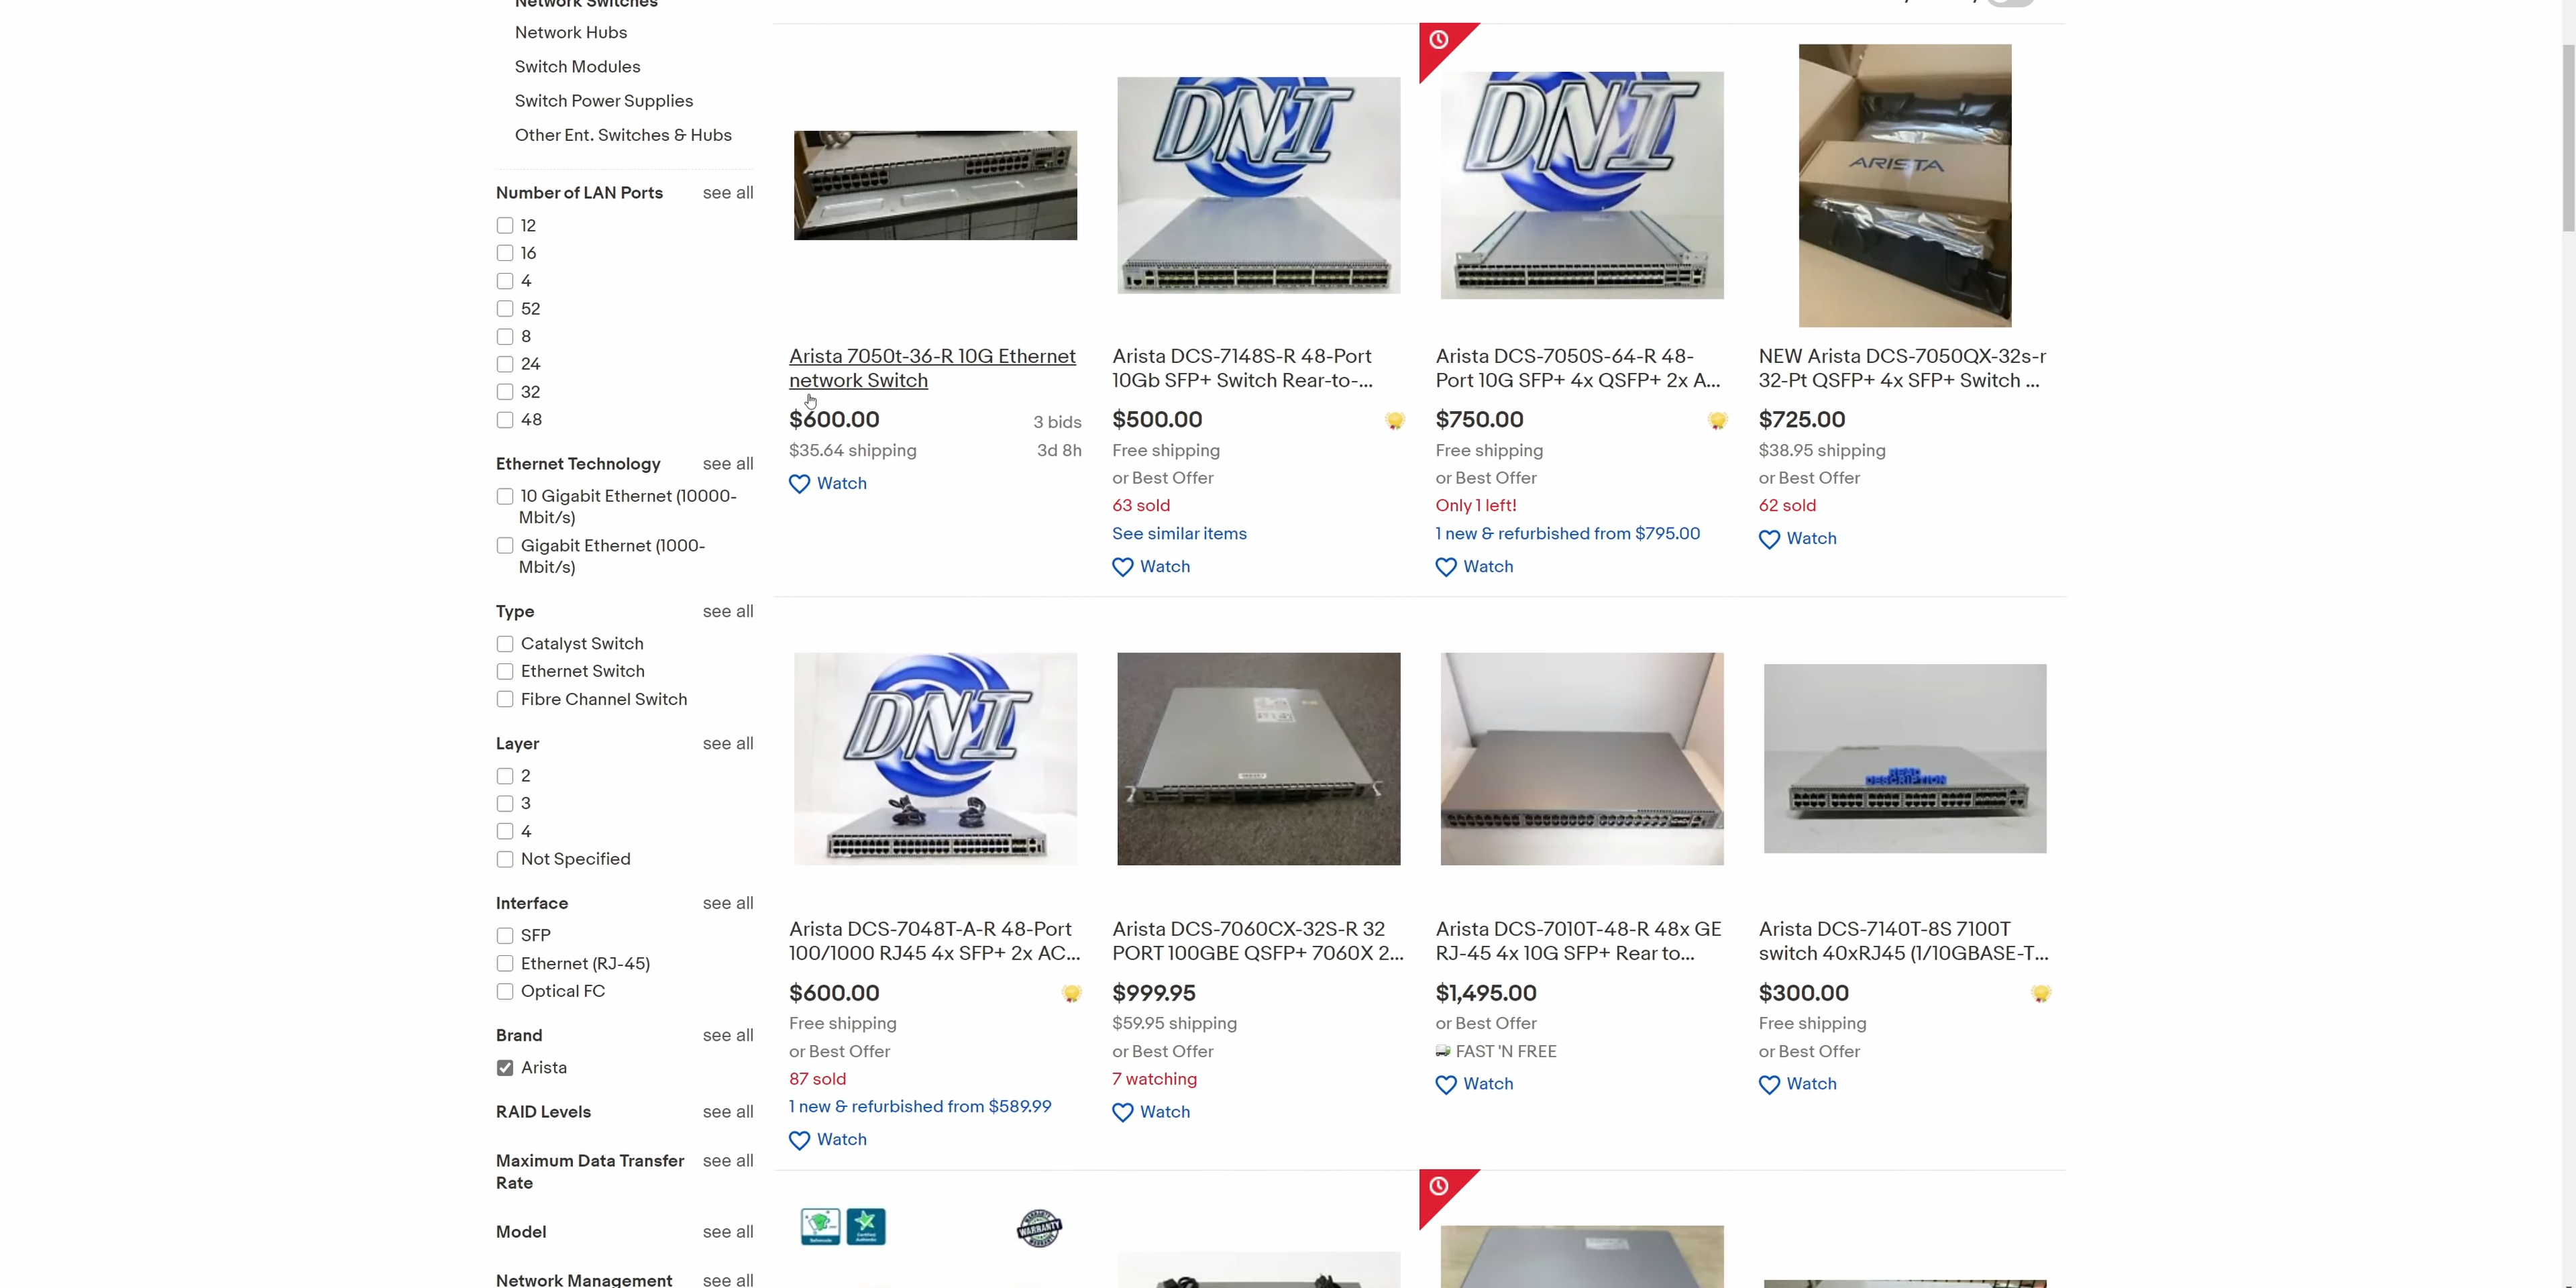 Network Switches
Network Hubs
Switch Modules
Switch Power Supplies
Other Ent. Switches & Hubs
Number of LAN Ports see all
12
16
4
52
8
24
32
48
Ethernet Technology see all
10 Gigabit Ethernet (10000-
Mbit/s)
Gigabit Ethernet (1000-
Mbit/s)
Type see all
Catalyst Switch
Ethernet Switch
Fibre Channel Switch
Layer see all
2
3
4
Not Specified
Interface see all
SFP
Ethernet (RJ-45)
Optical FC
Brand see all
Arista
RAID Levels see all
Maximum Data Transfer see all
Rate
Model see all
Network Management see all
Arista 7050t-36-R 10G Ethernet
network Switch
$600.00
3 bids
$35.64 shipping
3d 8h
Watch
DNI
Arista DCS-7148S-R 48-Port
10Gb SFP+ Switch Rear-to-...
$500.00
Free shipping
or Best Offer
63 sold
See similar items
Watch
DNI
Arista DCS-7050S-64-R 48-
Port 10G SFP+ 4x QSFP+ 2x A...
$750.00
Free shipping
or Best Offer
Only 1 left!
1 new & refurbished from $795.00
Watch
ARISTA
NEW Arista DCS-7050QX-32s-r
32-Pt QSFP+ 4x SFP+ Switch ...
$725.00
$38.95 shipping
or Best Offer
62 sold
Watch
DNI
Arista DCS-7048T-A-R 48-Port
100/1000 RJ45 4x SFP+ 2x AC...
$600.00
Free shipping
or Best Offer
87 sold
1 new & refurbished from $589.99
Watch
Arista DCS-7060CX-32S-R 32
PORT 100GBE QSFP+ 7060X 2...
$999.95
$59.95 shipping
or Best Offer
7 watching
Watch
Arista DCS-7010T-48-R 48x GE
RJ-45 4x 10G SFP+ Rear to...
$1,495.00
or Best Offer
FAST 'N FREE
Watch
READ
DESCRIPTION
Arista DCS-7140T-8S 7100T
switch 40xRJ45 (1/10GBASE-T...
$300.00
Free shipping
or Best Offer
Watch
WARRANTY